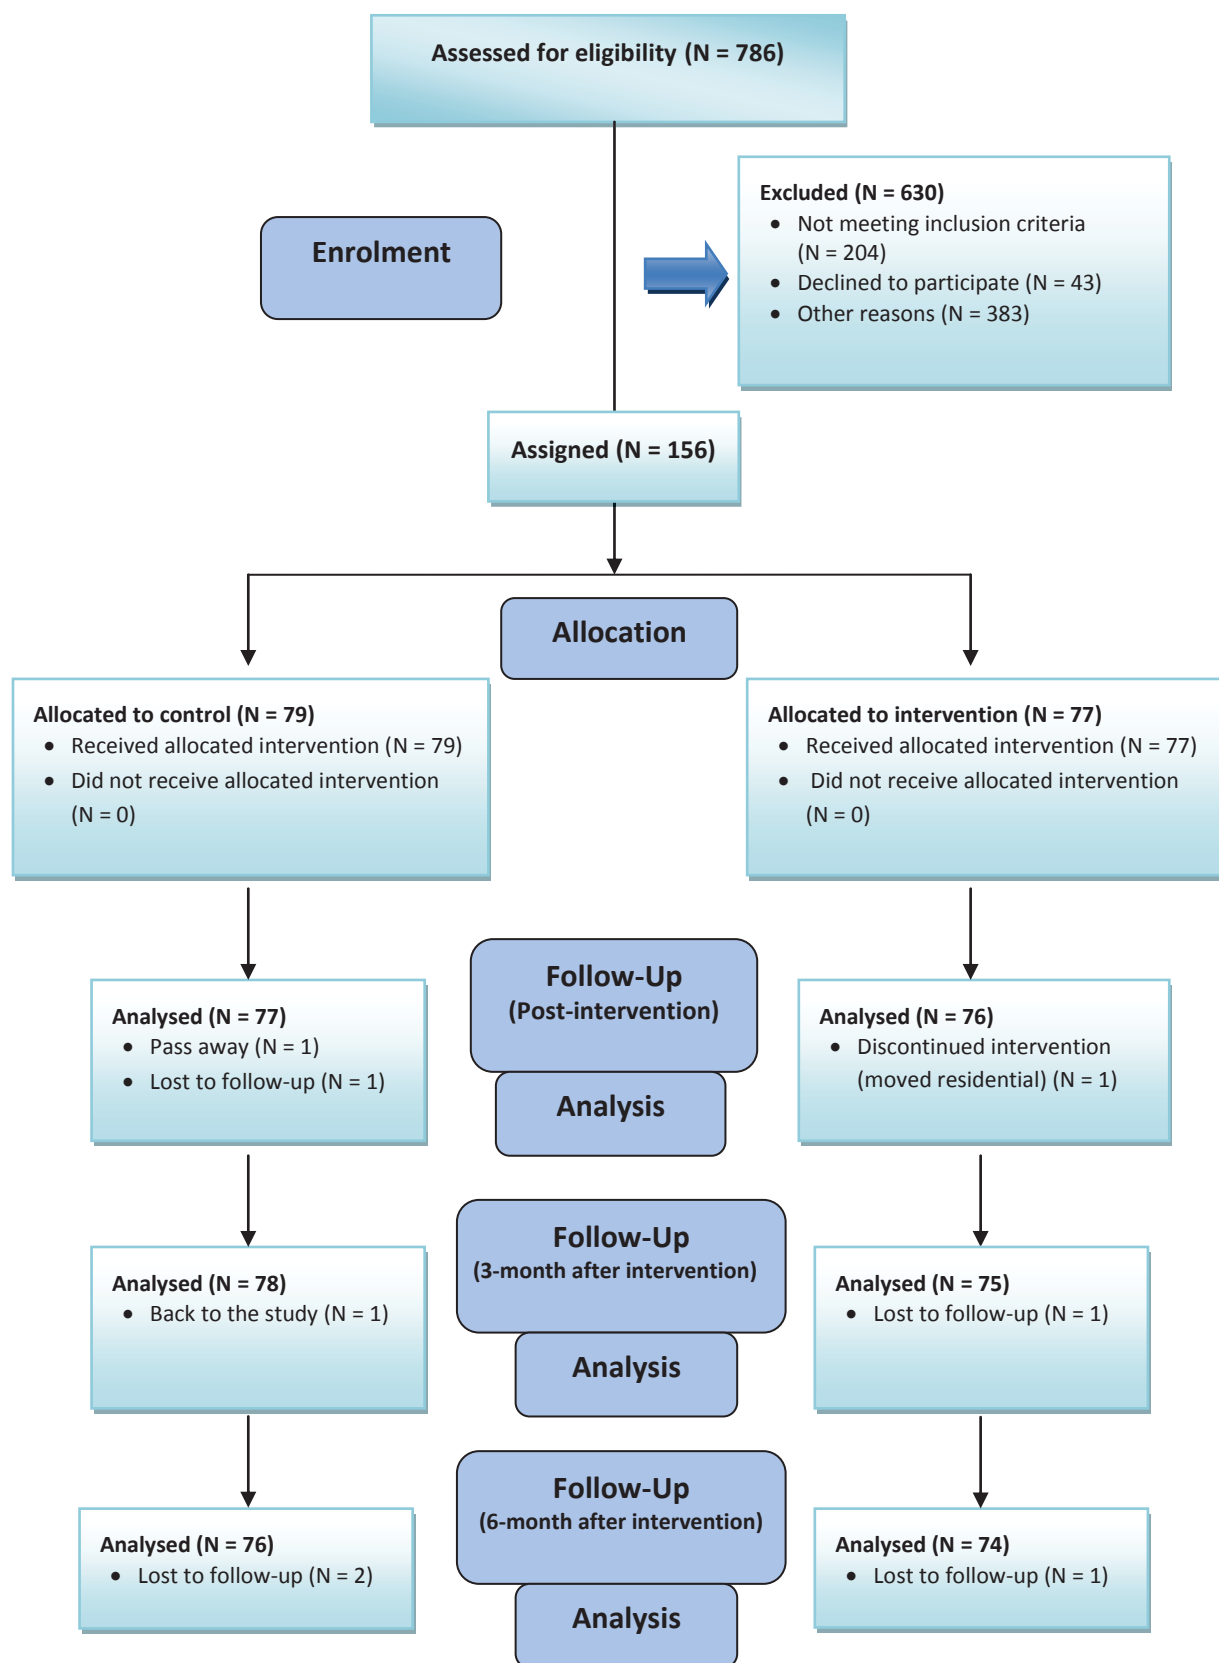 Assessed for eligibility (N = 786)
Excluded (N = 630)
• Not meeting inclusion criteria
(N = 204)
• Declined to participate (N = 43)
• Other reasons (N = 383)
Enrolment
Assigned (N = 156)
Allocation
Allocated to control (N = 79)
• Received allocated intervention (N = 79)
• Did not receive allocated intervention
(N = 0)
Allocated to intervention (N = 77)
• Received allocated intervention (N = 77)
• Did not receive allocated intervention
(N = 0)
Follow-Up
(Post-intervention)
Analysis
Analysed (N = 77)
• Pass away (N = 1)
• Lost to follow-up (N = 1)
Analysed (N = 76)
• Discontinued intervention
(moved residential) (N = 1)
Follow-Up
(3-month after intervention)
Analysis
Analysed (N = 78)
• Back to the study (N = 1)
Analysed (N = 75)
• Lost to follow-up (N = 1)
Follow-Up
(6-month after intervention)
Analysis
Analysed (N = 76)
• Lost to follow-up (N = 2)
Analysed (N = 74)
• Lost to follow-up (N = 1)